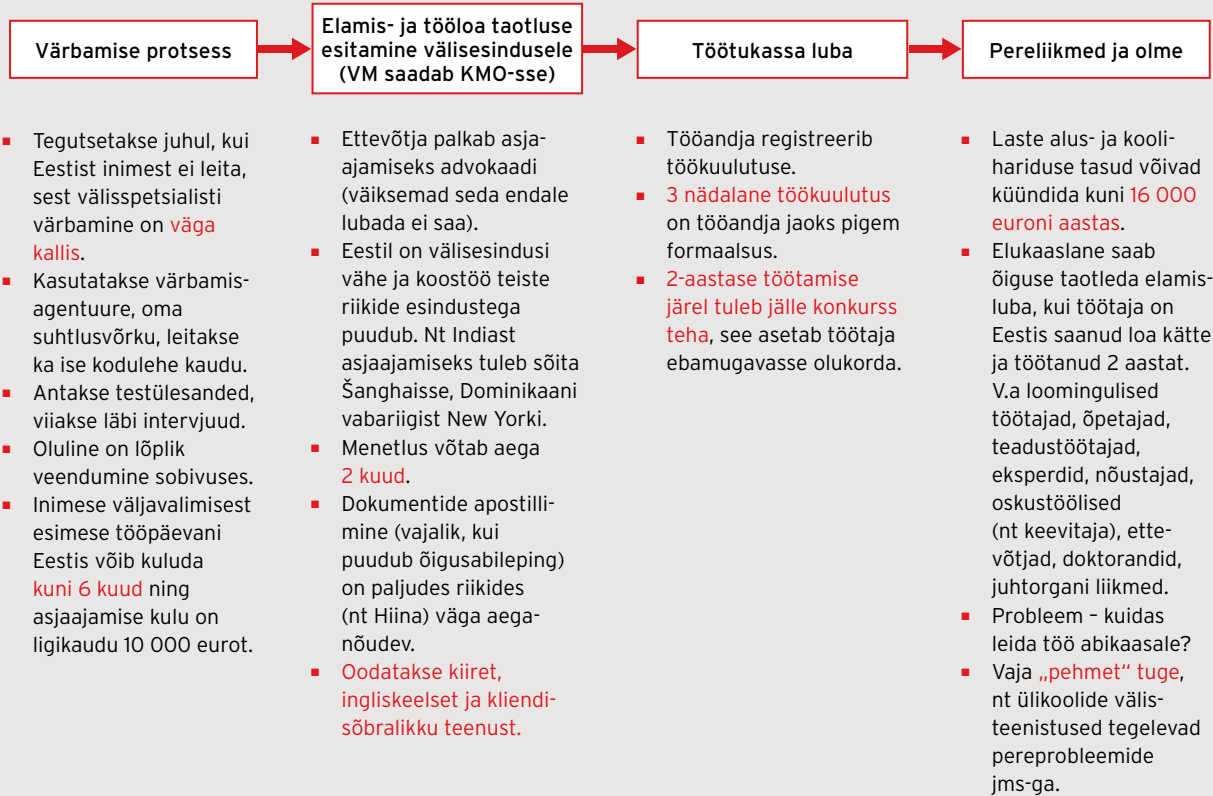 Värbamise protsess
Elamis- ja tööloa taotluse
esitamine välisesindusele
(VM saadab KMO-sse)
Töötukassa luba
Pereliikmed ja olme
▪ Tegutsetakse juhul, kui
Eestist inimest ei leita,
sest välisspetsialisti
värbamine on väga
kallis.
▪ Kasutatakse värbamis-
agentuure, oma
suhtlusvõrku, leitakse
ka ise kodulehe kaudu.
▪ Antakse testülesanded,
viiakse läbi intervjuud.
▪ Oluline on lõplik
veendumine sobivuses.
▪ Inimese väljavalimisest
esimese tööpäevani
Eestis võib kuluda
kuni 6 kuud ning
asjaajamise kulu on
ligikaudu 10 000 eurot.
▪ Ettevõtja palkab asja-
ajamiseks advokaadi
(väiksemad seda endale
lubada ei saa).
▪ Eestil on välisesindusi
vähe ja koostöö teiste
riikide esindustega
puudub. Nt Indiast
asjaajamiseks tuleb sõita
Šanghaisse, Dominikaani
vabariigist New Yorki.
▪ Menetlus võtab aega
2 kuud.
▪ Dokumentide apostilli-
mine (vajalik, kui
puudub õigusabileping)
on paljudes riikides
(nt Hiina) väga aega-
nõudev.
▪ Oodatakse kiiret,
ingliskeelset ja kliendi-
sõbralikku teenust.
▪ Tööandja registreerib
töökuulutuse.
▪ 3 nädalane töökuulutus
on tööandja jaoks pigem
formaalsus.
▪ 2-aastase töötamise
järel tuleb jälle konkurss
teha, see asetab töötaja
ebamugavasse olukorda.
▪ Laste alus- ja kooli-
hariduse tasud võivad
küündida kuni 16 000
euroni aastas.
▪ Elukaaslane saab
õiguse taotleda elamis-
luba, kui töötaja on
Eestis saanud loa kätte
ja töötanud 2 aastat.
V.a loomingulised
töötajad, õpetajad,
teadustöötajad,
eksperdid, nõustajad,
oskustöölised
(nt keevitaja), ette-
võtjad, doktorandid,
juhtorgani liikmed.
▪ Probleem – kuidas
leida töö abikaasale?
▪ Vaja „pehmet“ tuge,
nt ülikoolide välis-
teenistused tegelevad
pereprobleemide
jms-ga.